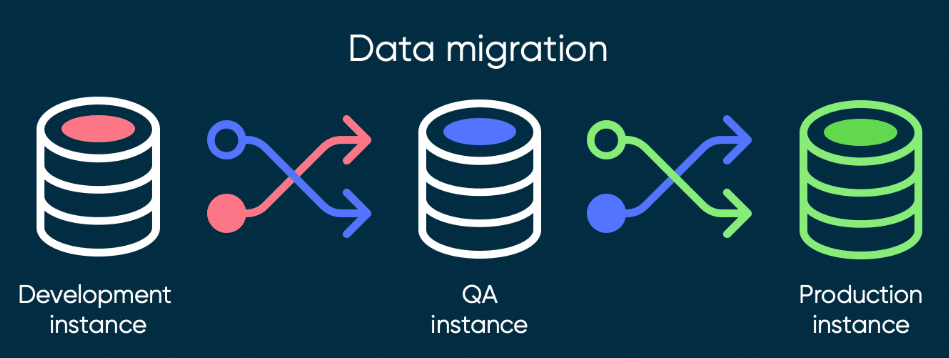 Data migration
Development
instance
QA
instance
Production
instance